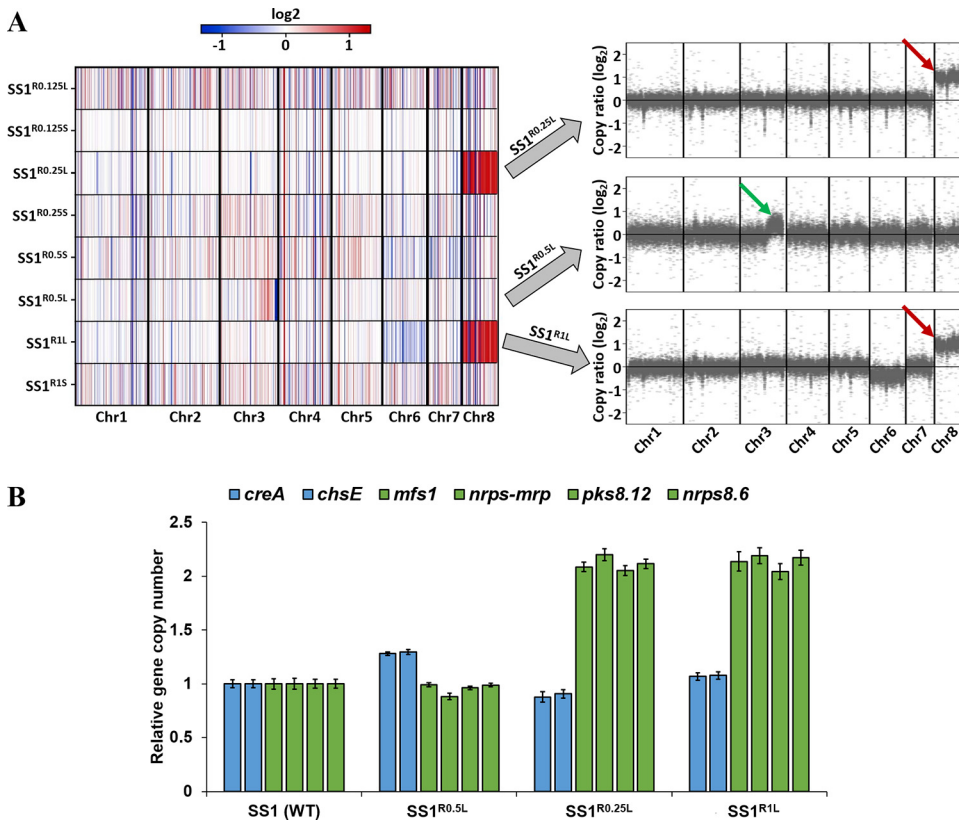 A
log2
-1 0 1
SS1R0.125L
SS1R0.125S
SS1R0.25L
SS1R0.25S
SS1R0.5S
SS1R0.5L
SS1R1L
SS1R1S
Chr1 Chr2 Chr3 Chr4 Chr5 Chr6 Chr7 Chr8
SS1R0.25L
SS1R0.5L
SS1R1L
Copy ratio (log2)
2
1
0
-1
-2
Copy ratio (log2)
2
1
0
-1
-2
Copy ratio (log2)
2
1
0
-1
-2
Chr1 Chr2 Chr3 Chr4 Chr5 Chr6 Chr7 Chr8
B
creA chsE mfs1 nrps-mrp pks8.12 nrps8.6
Relative gene copy number
2.5
2
1.5
1
0.5
0
SS1 (WT) SS1R0.5L SS1R0.25L SS1R1L